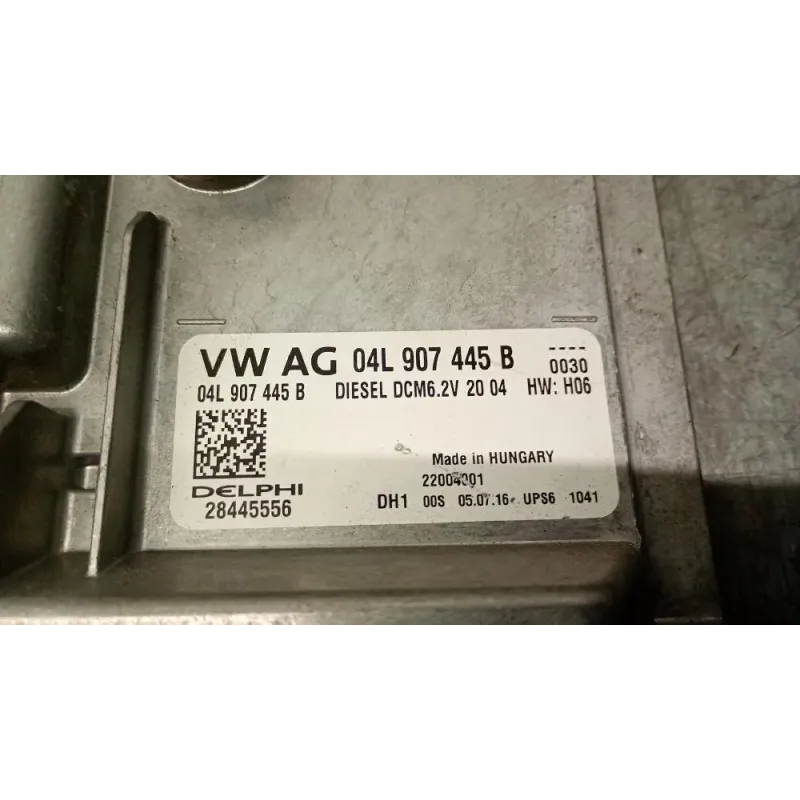 VW AG 04L 907 445 B ----
0030
04L 907 445 B DIESEL DCM6.2V 20 04 HW: H06
Made in HUNGARY
22004001
DELPHI
28445556
DH1 00S 05.07.16 UPS6 1041